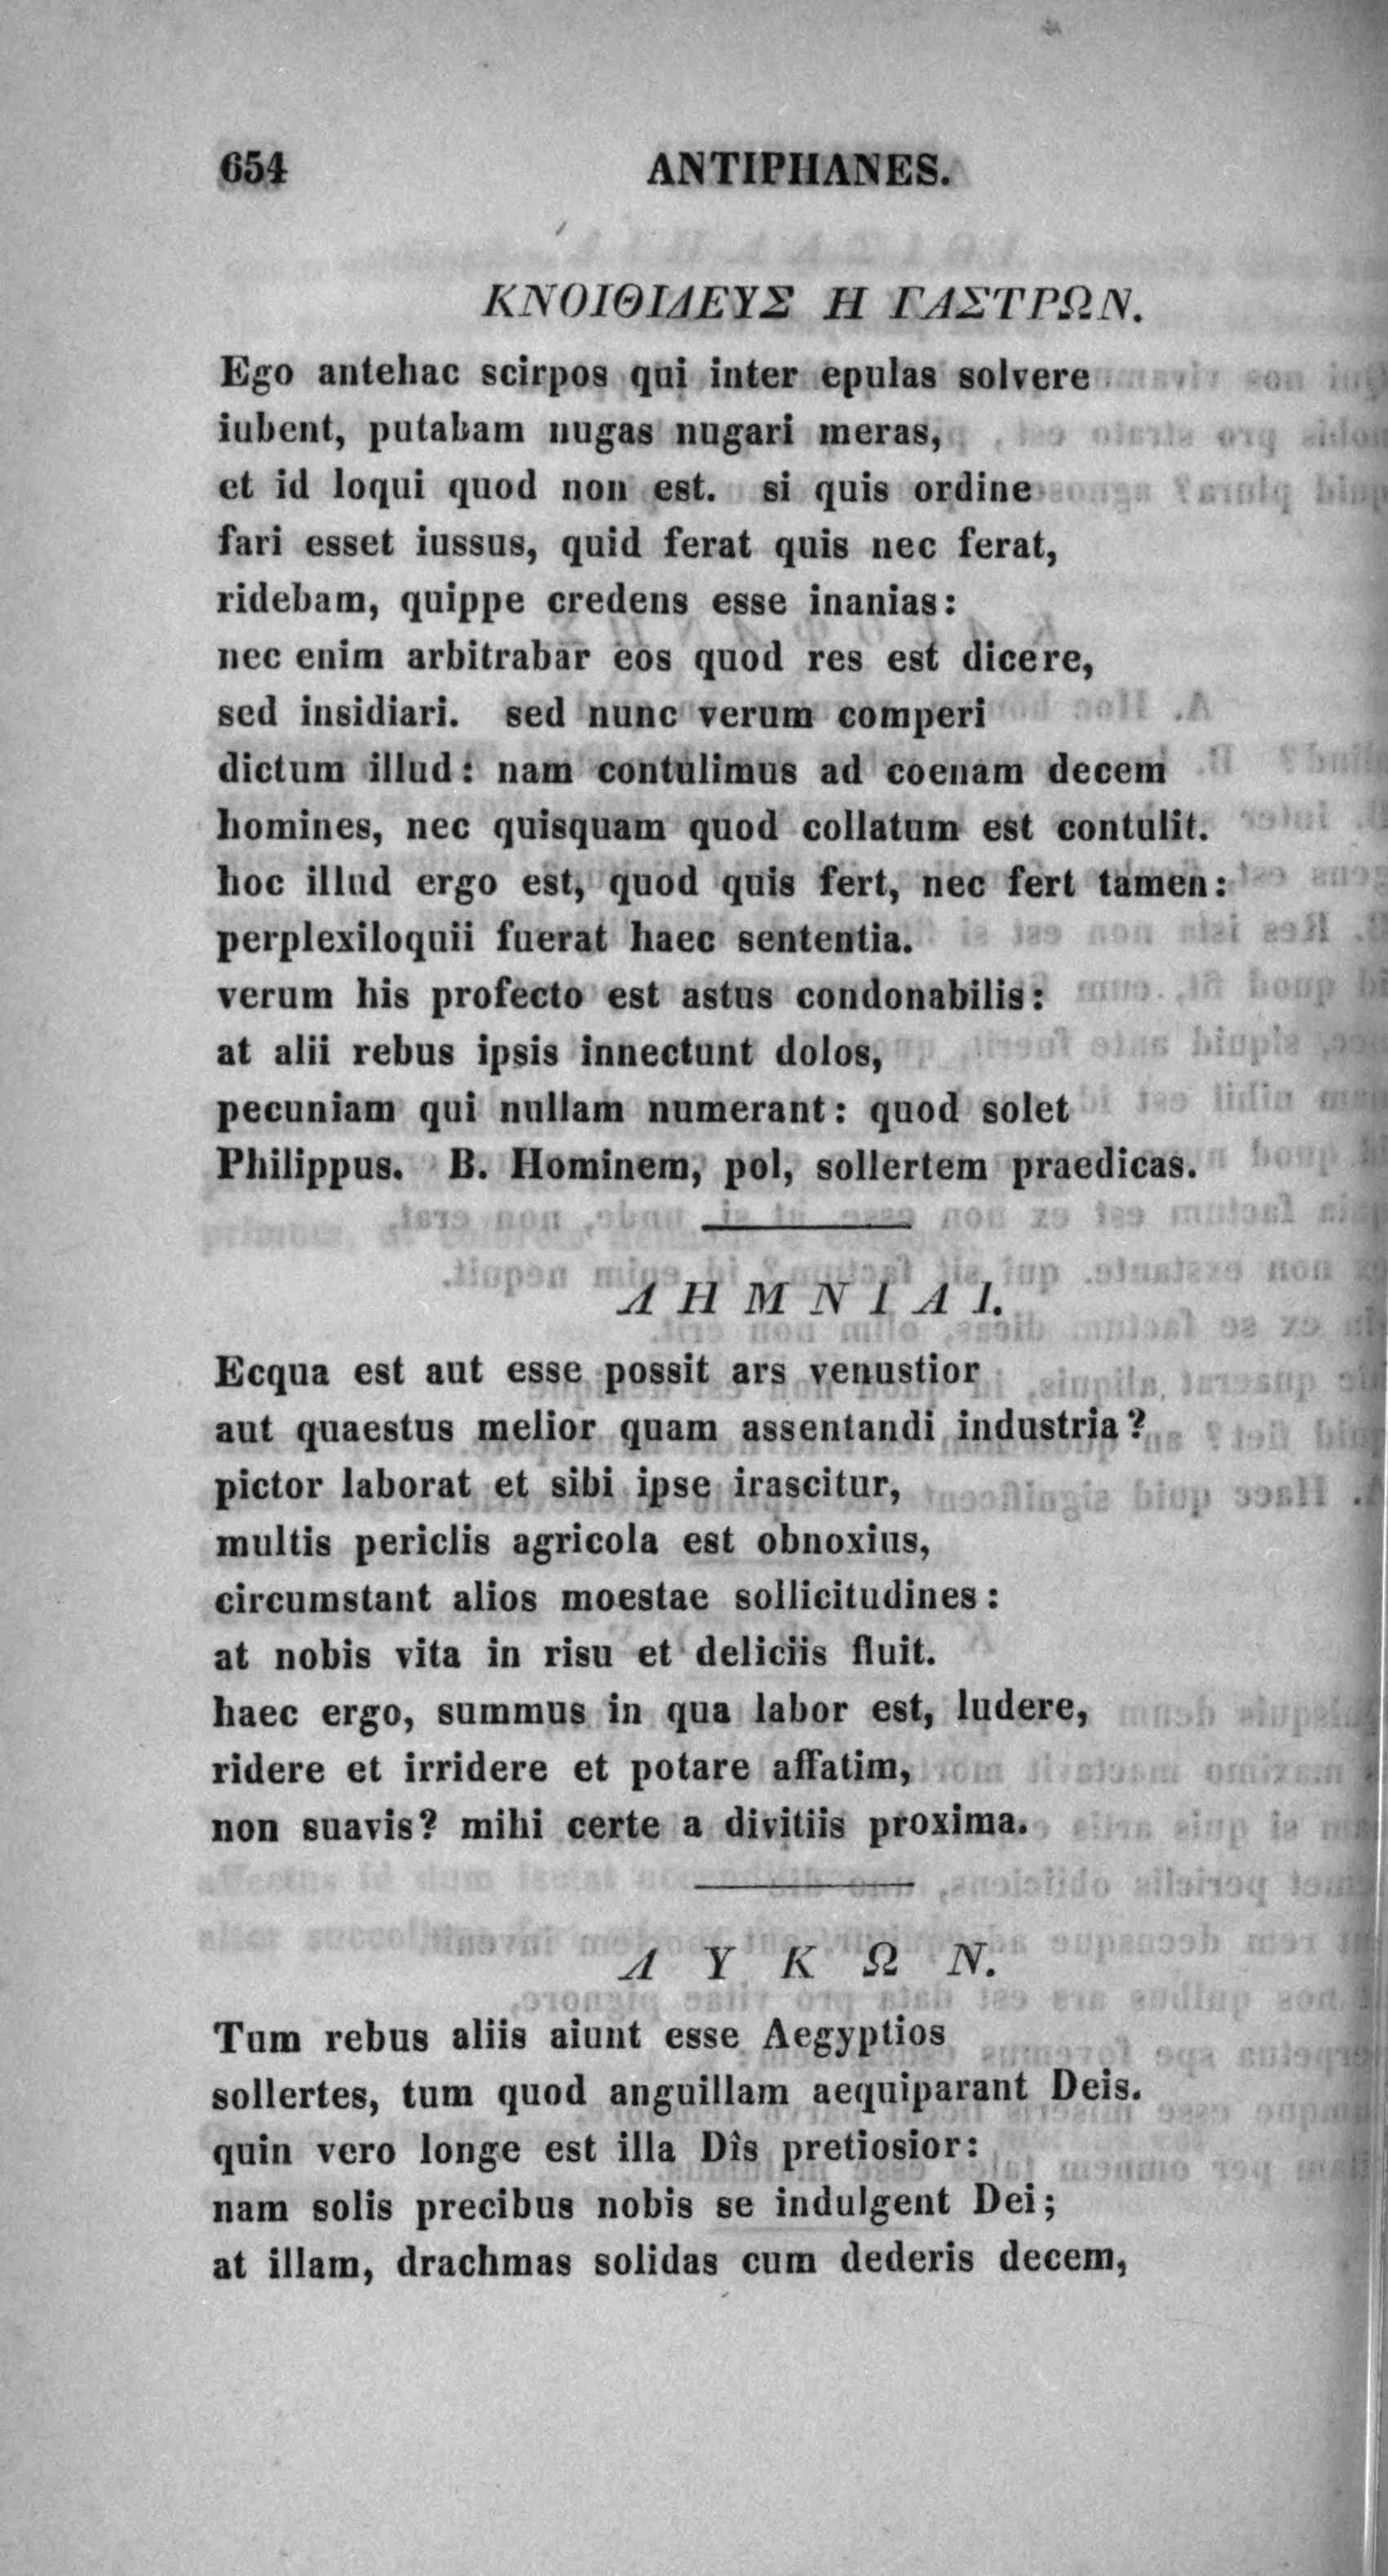 654 ANTIPHANES.
ΚΝΟΙΘΙΔΕΥΣ Η ΓΑΣΤΡΩΝ.
Ego antehac scirpos qui inter epulas solvere
iubent, putabam nugas nugari meras,
et id loqui quod non est. si quis ordine
fari esset iussus, quid ferat quis nec ferat,
ridebam, quippe credens esse inanias:
nec enim arbitrabar eos quod res est dicere,
sed insidiari. sed nunc verum comperi
dictum illud: nam contulimus ad coenam decem
homines, nec quisquam quod collatum est contulit.
hoc illud ergo est, quod quis fert, nec fert tamen:
perplexiloquii fuerat haec sententia.
verum his profecto est astus condonabilis:
at alii rebus ipsis innectunt dolos,
pecuniam qui nullam numerant: quod solet
Philippus. B. Hominem, pol, sollertem praedicas.
ΛΗΜΝΙΑΙ.
Ecqua est aut esse possit ars venustior
aut quaestus melior quam assentandi industria?
pictor laborat et sibi ipse irascitur,
multis periclis agricola est obnoxius,
circumstant alios moestae sollicitudines:
at nobis vita in risu et deliciis fluit.
haec ergo, summus in qua labor est, ludere,
ridere et irridere et potare affatim,
non suavis? mihi certe a divitiis proxima.
ΛΥΚΩΝ.
Tum rebus aliis aiunt esse Aegyptios
sollertes, tum quod anguillam aequiparant Deis.
quin vero longe est illa Dîs pretiosior:
nam solis precibus nobis se indulgent Dei;
at illam, drachmas solidas cum dederis decem,